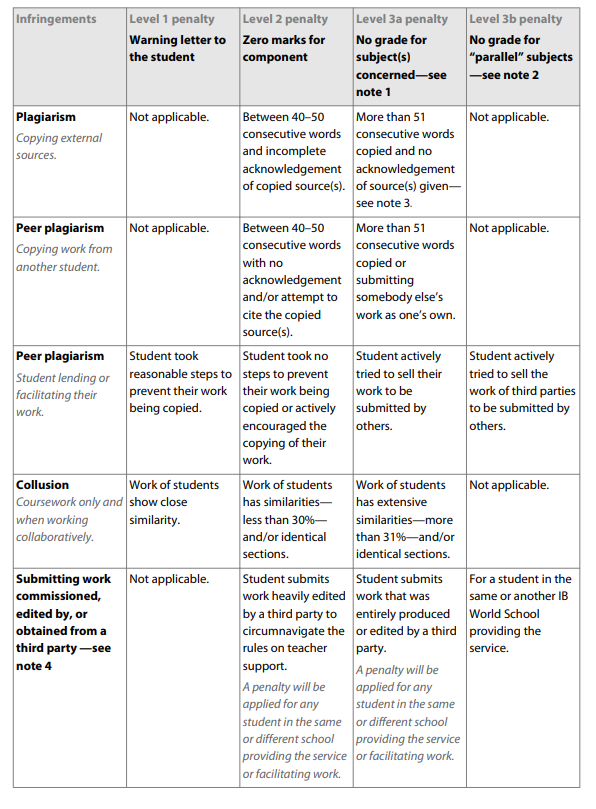 Infringements
Level 1 penalty
Warning letter to
the student
Level 2 penalty
Zero marks for
component
Level 3a penalty
No grade for
subject(s)
concerned—see
note 1
Level 3b penalty
No grade for
“parallel” subjects
—see note 2
Plagiarism
Copying external
sources.
Not applicable.
Between 40–50
consecutive words
and incomplete
acknowledgement
of copied source(s).
More than 51
consecutive words
copied and no
acknowledgement
of source(s) given—
see note 3.
Not applicable.
Peer plagiarism
Copying work from
another student.
Not applicable.
Between 40–50
consecutive words
with no
acknowledgement
and/or attempt to
cite the copied
source(s).
More than 51
consecutive words
copied or
submitting
somebody else’s
work as one’s own.
Not applicable.
Peer plagiarism
Student lending or
facilitating their
work.
Student took
reasonable steps to
prevent their work
being copied.
Student took no
steps to prevent
their work being
copied or actively
encouraged the
copying of their
work.
Student actively
tried to sell their
work to be
submitted by
others.
Student actively
tried to sell the
work of third parties
to be submitted by
others.
Collusion
Coursework only and
when working
collaboratively.
Work of students
show close
similarity.
Work of students
has similarities—
less than 30%—
and/or identical
sections.
Work of students
has extensive
similarities—more
than 31%—and/or
identical sections.
Not applicable.
Submitting work
commissioned,
edited by, or
obtained from a
third party —see
note 4
Not applicable.
Student submits
work heavily edited
by a third party to
circumnavigate the
rules on teacher
support.
A penalty will be
applied for any
student in the same
or different school
providing the service
or facilitating work.
Student submits
work that was
entirely produced
or edited by a third
party.
A penalty will be
applied for any
student in the same
or different school
providing the service
or facilitating work.
For a student in the
same or another IB
World School
providing the
service.